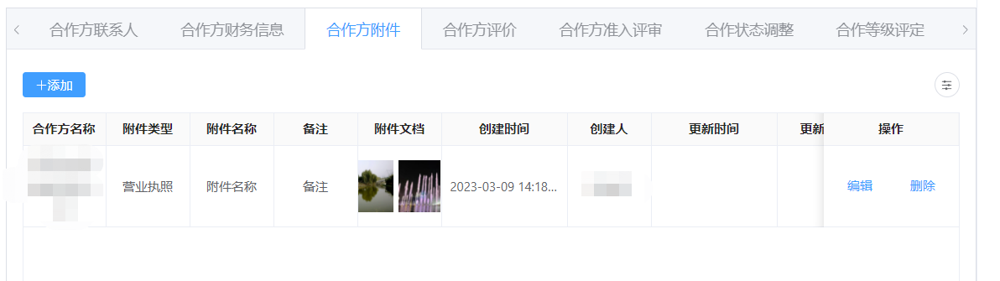 合作方联系人 合作方财务信息 合作方附件 合作方评价 合作方准入评审 合作状态调整 合作等级评定
+添加
合作方名称 附件类型 附件名称 备注 附件文档 创建时间 创建人 更新时间 更新 操作
营业执照 附件名称 备注 2023-03-09 14:18... 编辑 删除